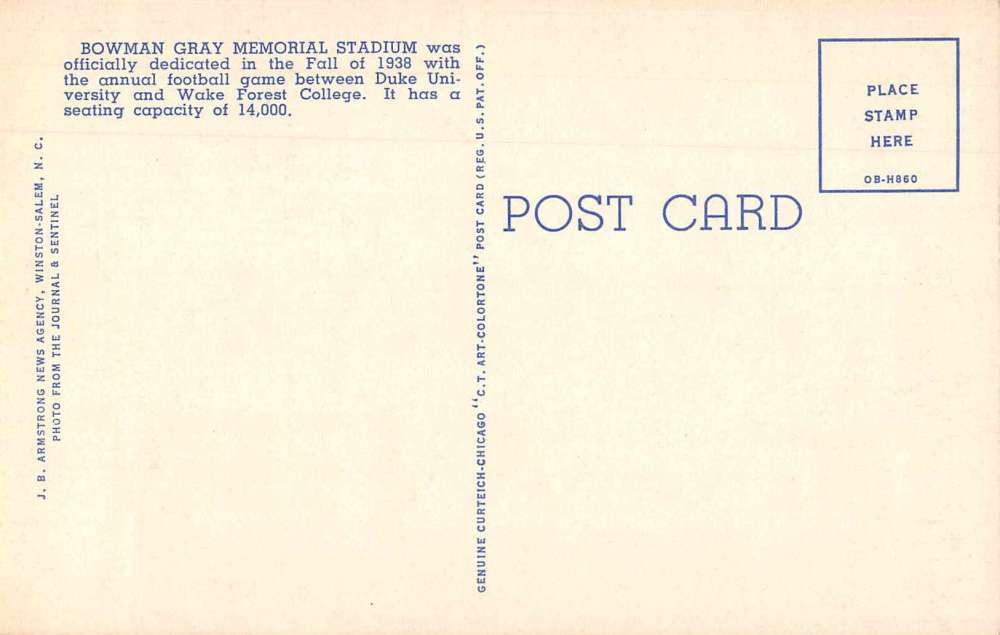 BOWMAN GRAY MEMORIAL STADIUM was
officially dedicated in the Fall of 1938 with
the annual football game between Duke Uni-
versity and Wake Forest College. It has a
seating capacity of 14,000.
J. B. ARMSTRONG NEWS AGENCY, WINSTON-SALEM, N. C.
PHOTO FROM THE JOURNAL & SENTINEL
GENUINE CURTEICH-CHICAGO "C.T. ART-COLORTONE" POST CARD (REG. U.S. PAT. OFF.)
POST CARD
PLACE
STAMP
HERE
OB-H860